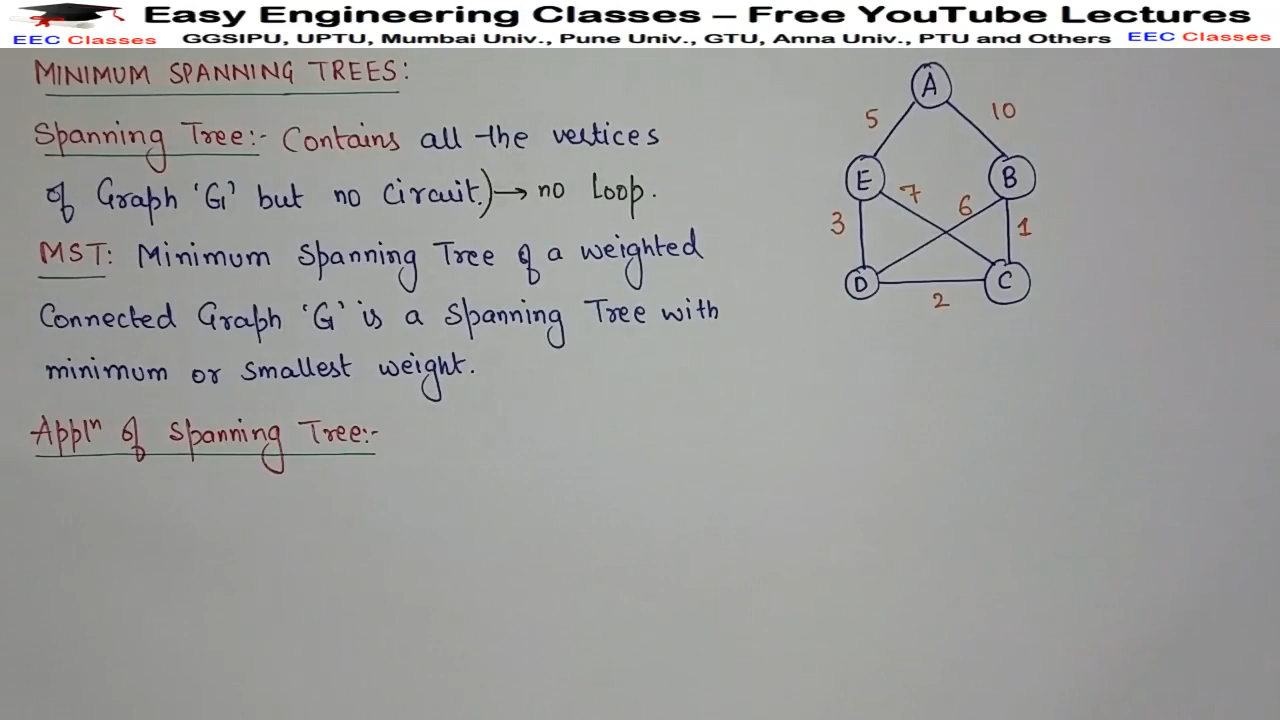 Easy Engineering Classes – Free YouTube Lectures
EEC Classes GGSIPU, UPTU, Mumbai Univ., Pune Univ., GTU, Anna Univ., PTU and Others EEC Classes
MINIMUM SPANNING TREES:
Spanning Tree:- Contains all the vertices
of Graph 'G' but no Circuit.) → no Loop.
MST: Minimum Spanning Tree of a weighted
Connected Graph 'G' is a Spanning Tree with
minimum or smallest weight.
Applⁿ of Spanning Tree:-
A
5 10
E B
7 6
3 1
D C
2